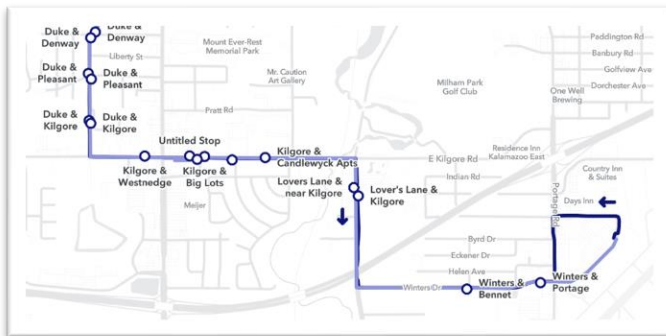 Duke &
Denway
Duke &
Denway
Liberty St
Mount Ever-Rest
Memorial Park
Paddington Rd
Banbury Rd
Golfview Ave
Duke &
Pleasant
Duke &
Pleasant
Mr. Caution
Art Gallery
Milham Park
Golf Club
Dorchester Ave
One Well
Brewing
Pratt Rd
Duke &
Kilgore
Duke &
Kilgore
Untitled Stop
Kilgore &
Candlewyck Apts
Residence Inn
Kalamazoo East
E Kilgore Rd
Kilgore &
Westnedge
Kilgore &
Big Lots
Indian Rd
Country Inn
& Suites
Lovers Lane &
near Kilgore
Lover's Lane &
Kilgore
Portage Rd
Days Inn
Meijer
Byrd Dr
Eckener Dr
Helen Ave
Winters Dr
Winters &
Bennet
Winters &
Portage